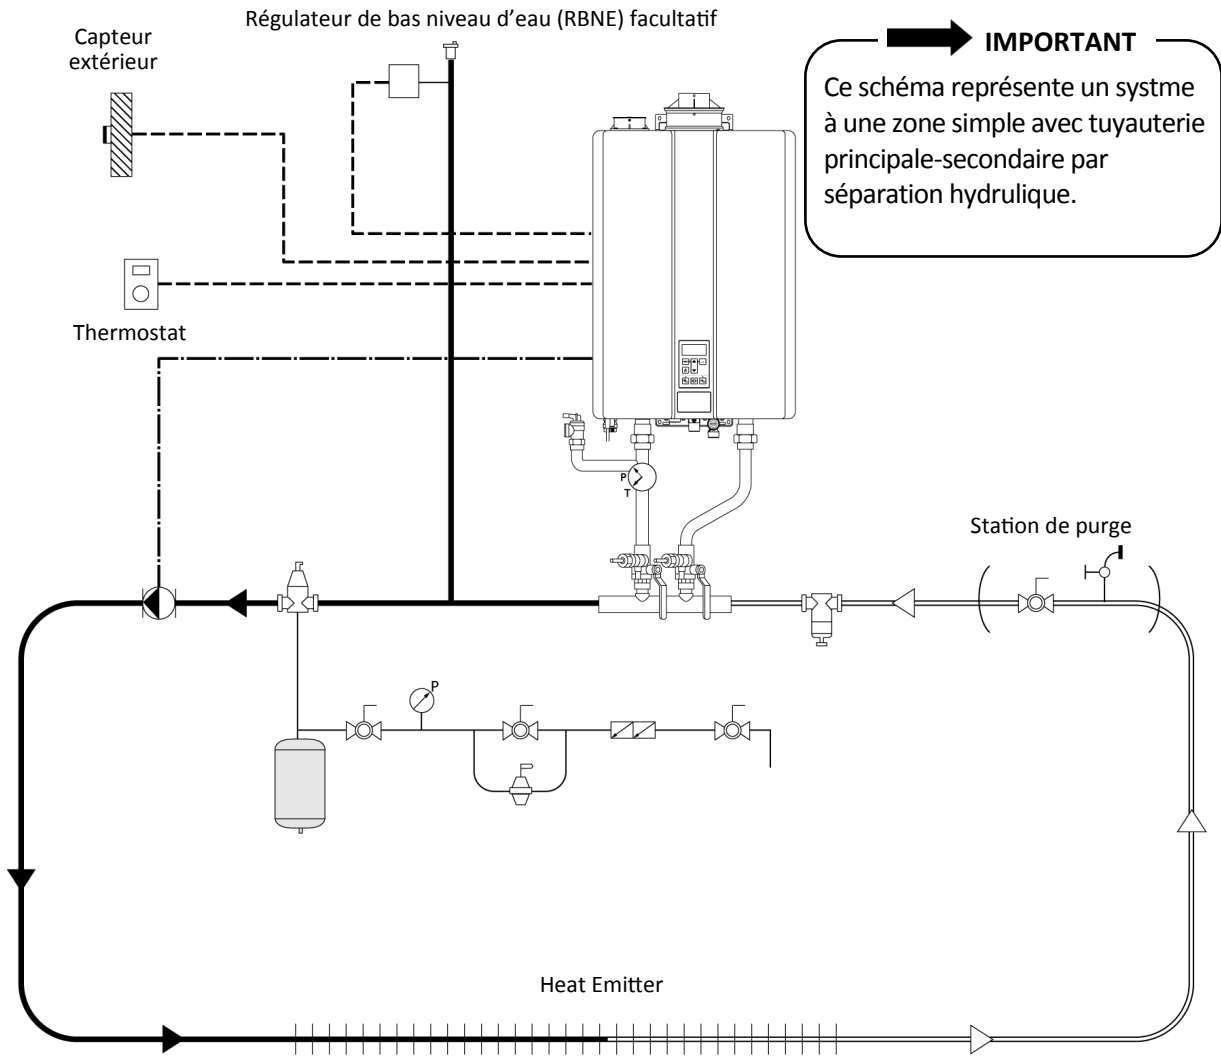 Régulateur de bas niveau d’eau (RBNE) facultatif
Capteur
extérieur
IMPORTANT
Ce schéma représente un systme
à une zone simple avec tuyauterie
principale-secondaire par
séparation hydrulique.
Thermostat
P
T
Station de purge
P
Heat Emitter